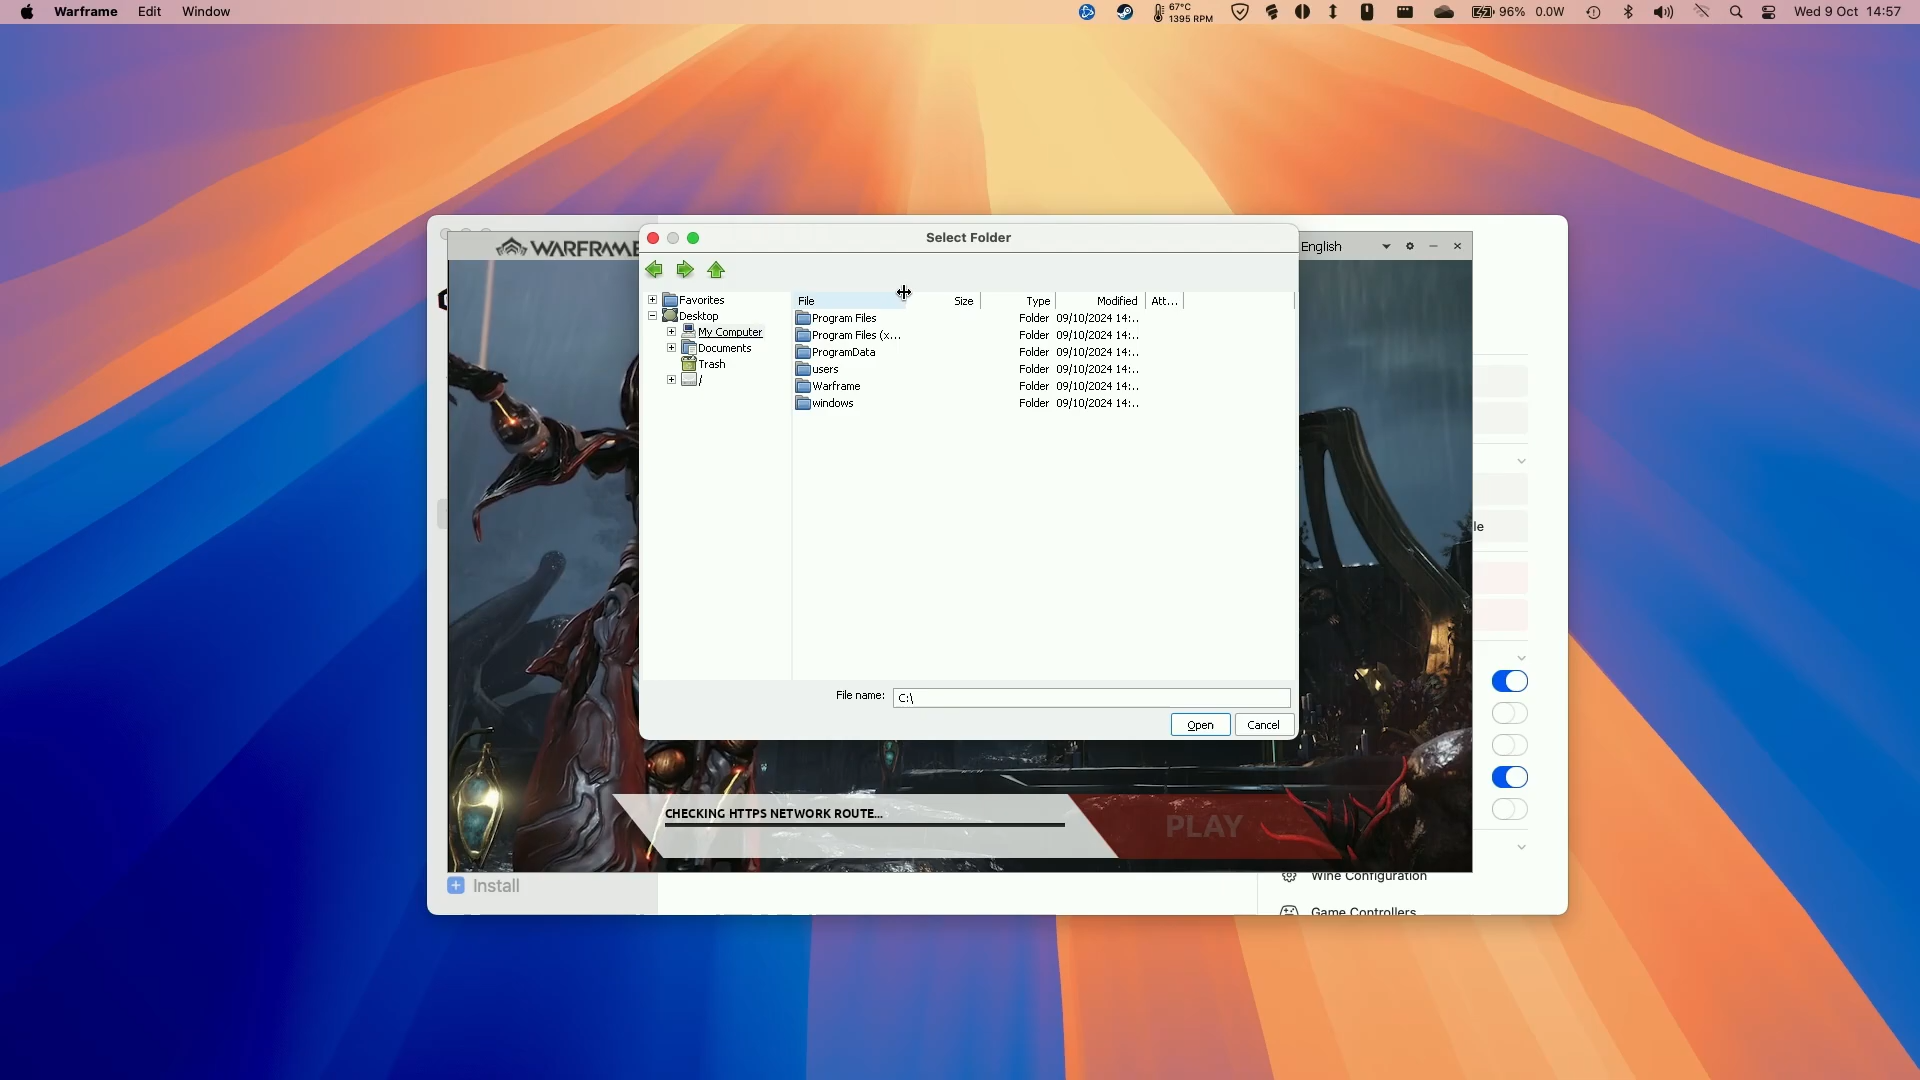 Warframe Edit Window
67°C
1395 RPM
96% 0.0W
Wed 9 Oct 14:57
WARFRAME
Select Folder
English
Favorites
Desktop
My Computer
Documents
Trash
/
File Size Type Modified Att...
Program Files Folder 09/10/2024 14:..
Program Files (x... Folder 09/10/2024 14:..
ProgramData Folder 09/10/2024 14:..
users Folder 09/10/2024 14:..
Warframe Folder 09/10/2024 14:..
windows Folder 09/10/2024 14:..
le
File name: C:\
Open Cancel
CHECKING HTTPS NETWORK ROUTE...
PLAY
Install
Wine Configuration
Game Controllers